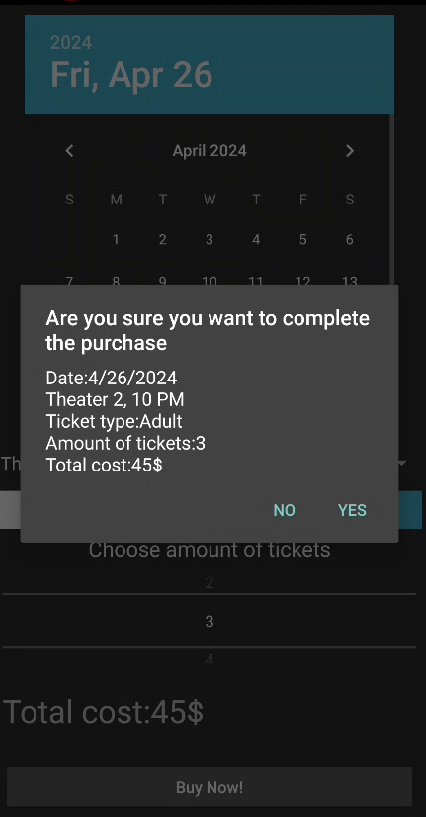 2024
Fri, Apr 26
April 2024
S M T W T F S
1 2 3 4 5 6
7 8 9 10 11 12 13
Are you sure you want to complete
the purchase
Date:4/26/2024
Theater 2, 10 PM
Ticket type:Adult
Amount of tickets:3
Total cost:45$
Th
NO YES
Choose amount of tickets
2
3
4
Total cost:45$
Buy Now!